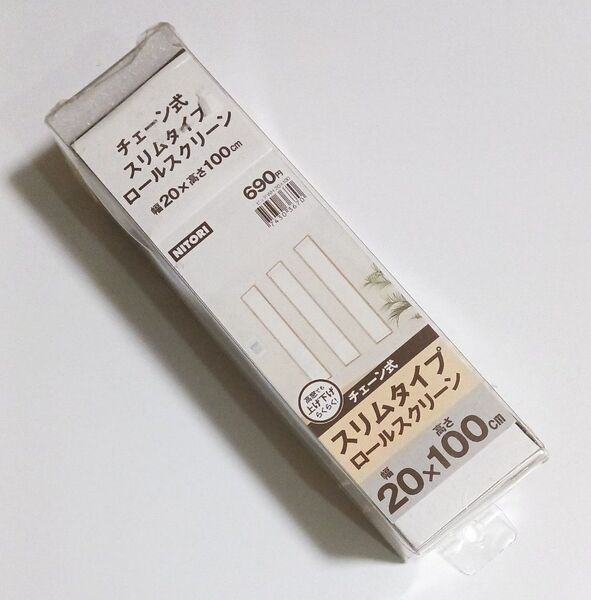 チェーン式
スリムタイプ
ロールスクリーン
幅20×高さ100cm
690円
NITORI
高窓でも
上げ下げ
らくらく!
チェーン式
スリムタイプ
ロールスクリーン
幅 高さ
20×100cm